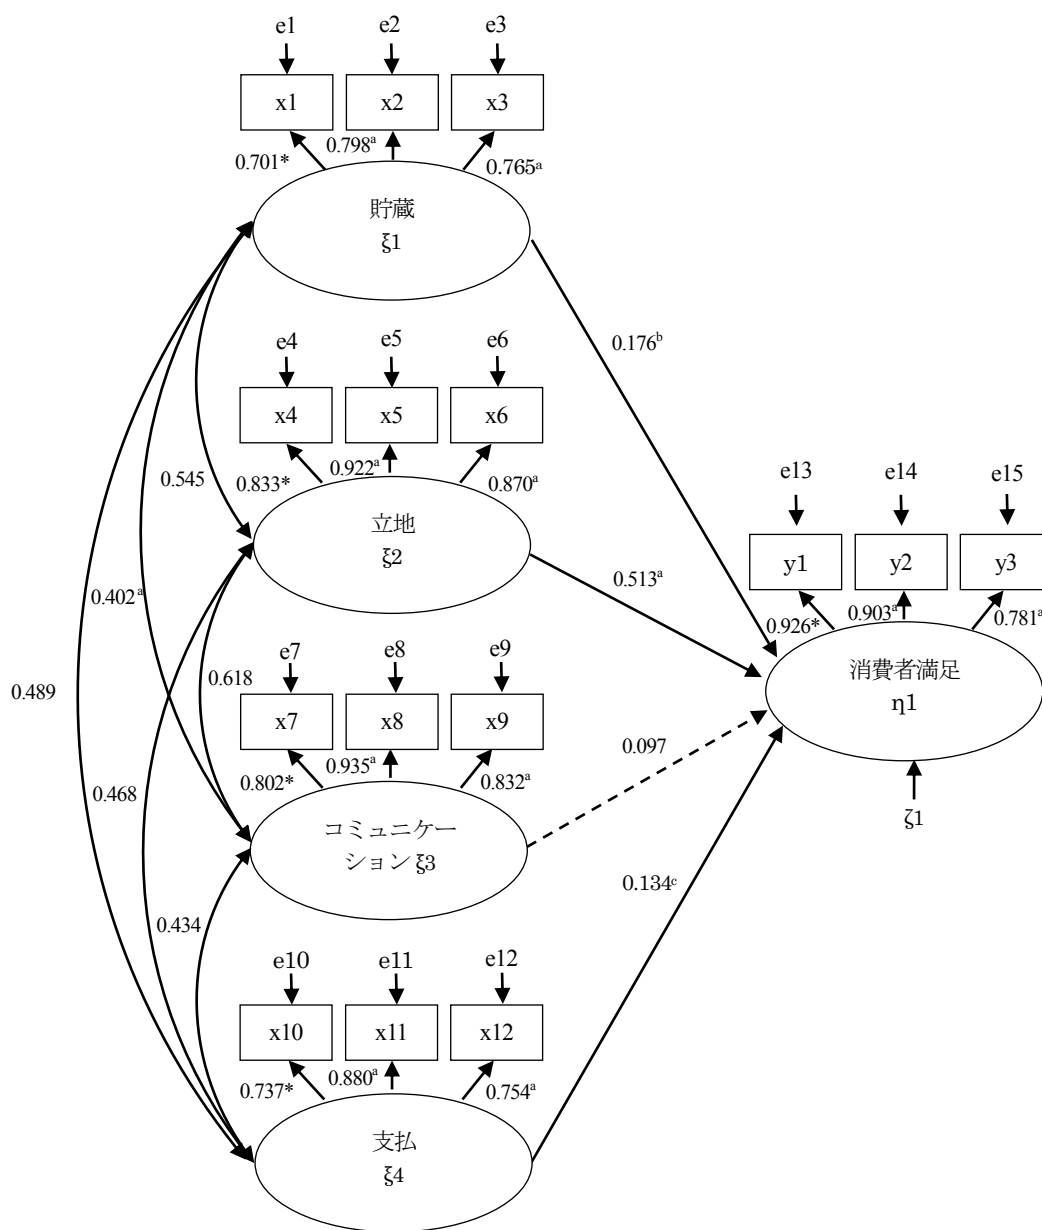 e1 e2 e3
x1 x2 x3
0.701* 0.798ᵃ 0.765ᵃ
貯蔵
ξ1
0.176ᵇ
e4 e5 e6
x4 x5 x6
0.545 0.833* 0.922ᵃ 0.870ᵃ
立地
ξ2
e13 e14 e15
y1 y2 y3
0.513ᵃ
0.402ᵃ
0.926* 0.903ᵃ 0.781ᵃ
消費者満足
η1
ζ1
e7 e8 e9
0.489 0.618
x7 x8 x9
0.468 0.802* 0.935ᵃ 0.832ᵃ
0.097
コミュニケー
ション ξ3
0.134ᶜ
0.434
e10 e11 e12
x10 x11 x12
0.737* 0.880ᵃ 0.754ᵃ
支払
ξ4